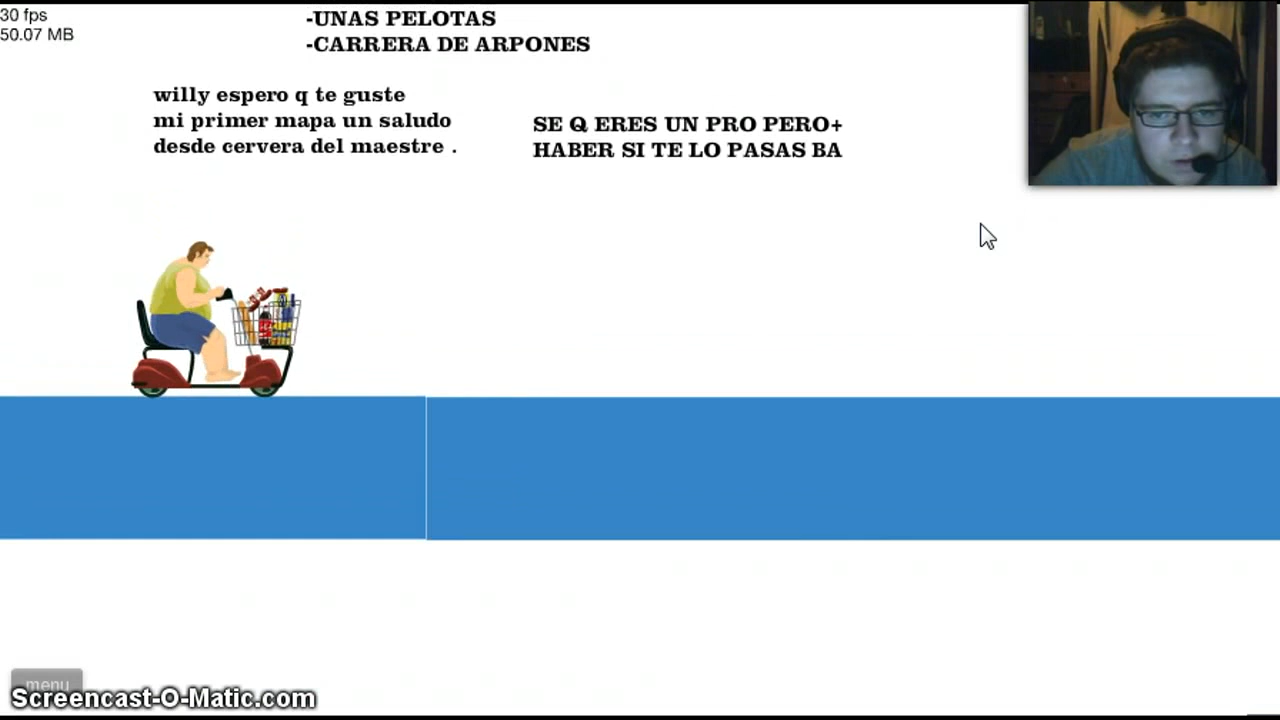 30 fps
50.07 MB
-UNAS PELOTAS
-CARRERA DE ARPONES
willy espero q te guste
mi primer mapa un saludo
desde cervera del maestre .
SE Q ERES UN PRO PERO+
HABER SI TE LO PASAS BA
menu
Screencast-O-Matic.com